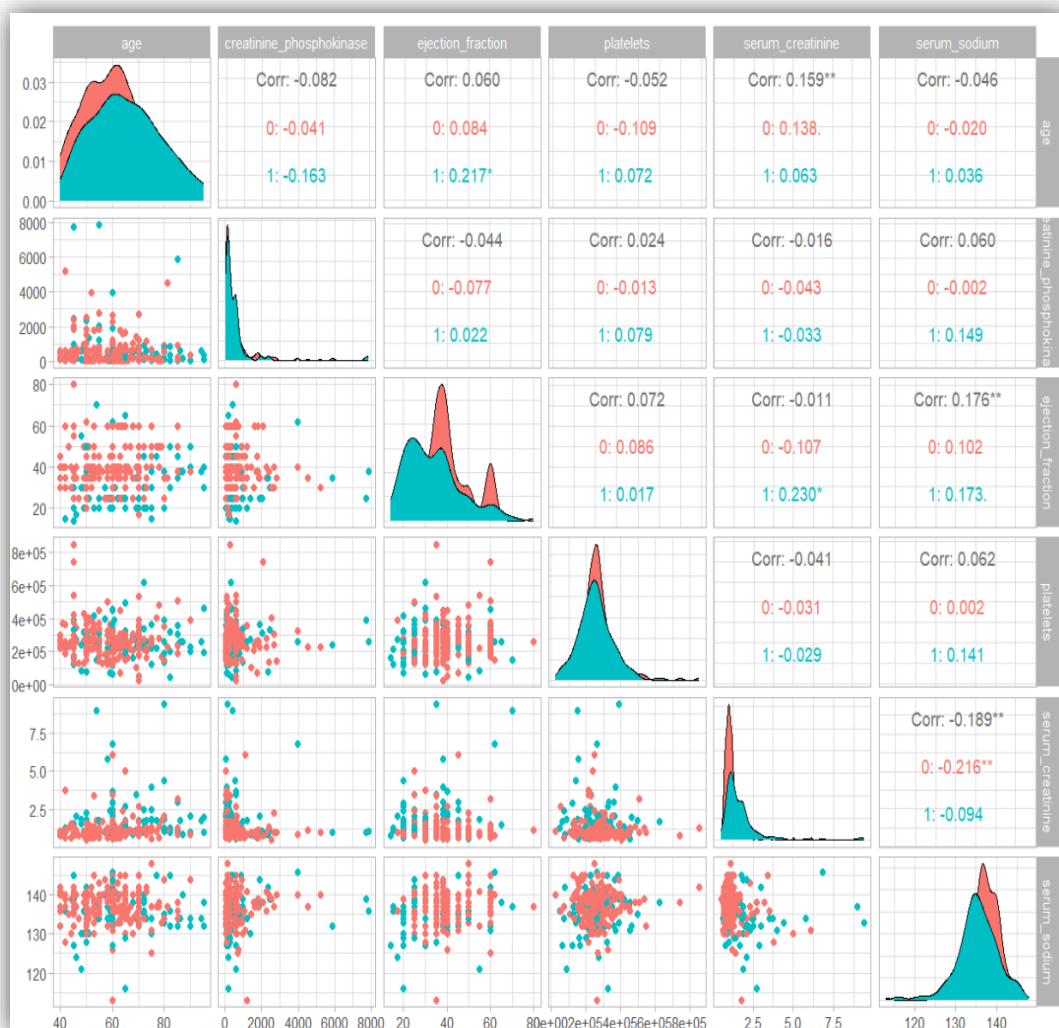 age creatinine_phosphokinase ejection_fraction platelets serum_creatinine serum_sodium
0.03
0.02
0.01
0.00
Corr: -0.082
0: -0.041
1: -0.163
Corr: 0.060
0: 0.084
1: 0.217*
Corr: -0.052
0: -0.109
1: 0.072
Corr: 0.159**
0: 0.138.
1: 0.063
Corr: -0.046
0: -0.020
1: 0.036
age
8000
6000
4000
2000
0
Corr: -0.044
0: -0.077
1: 0.022
Corr: 0.024
0: -0.013
1: 0.079
Corr: -0.016
0: -0.043
1: -0.033
Corr: 0.060
0: -0.002
1: 0.149
eatinine_phosphokina
80
60
40
20
Corr: 0.072
0: 0.086
1: 0.017
Corr: -0.011
0: -0.107
1: 0.230*
Corr: 0.176**
0: 0.102
1: 0.173.
ejection_fraction
8e+05
6e+05
4e+05
2e+05
0e+00
Corr: -0.041
0: -0.031
1: -0.029
Corr: 0.062
0: 0.002
1: 0.141
platelets
7.5
5.0
2.5
Corr: -0.189**
0: -0.216**
1: -0.094
serum_creatinine
140
130
120
serum_sodium
40 60 80 0 2000 4000 6000 8000 20 40 60 80 0e+002e+054e+056e+058e+05 2.5 5.0 7.5 120 130 140